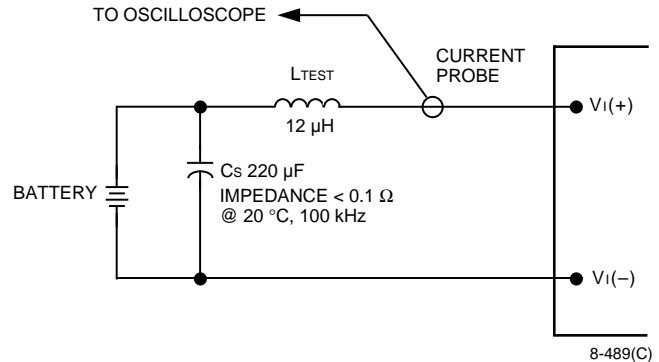 TO OSCILLOSCOPE
CURRENT
PROBE
LTEST
12 µH
VI(+)
CS 220 µF
IMPEDANCE < 0.1 Ω
@ 20 °C, 100 kHz
BATTERY
VI(–)
8-489(C)